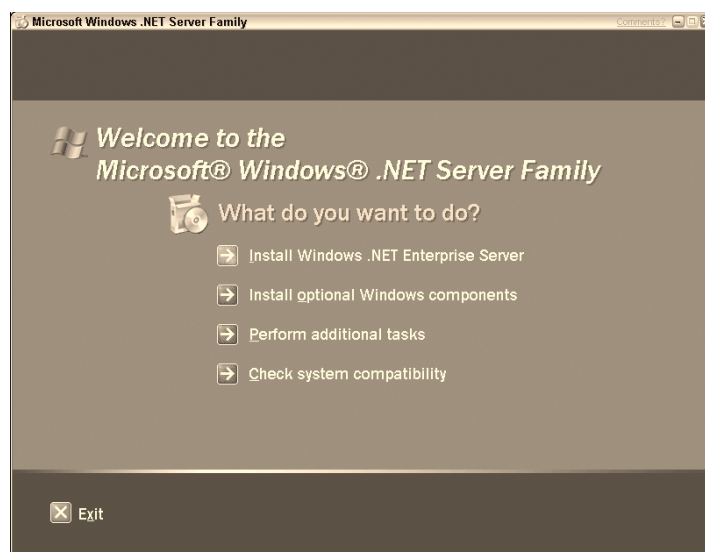 Microsoft Windows .NET Server Family
Comments?
Welcome to the
Microsoft® Windows® .NET Server Family
What do you want to do?
Install Windows .NET Enterprise Server
Install optional Windows components
Perform additional tasks
Check system compatibility
Exit